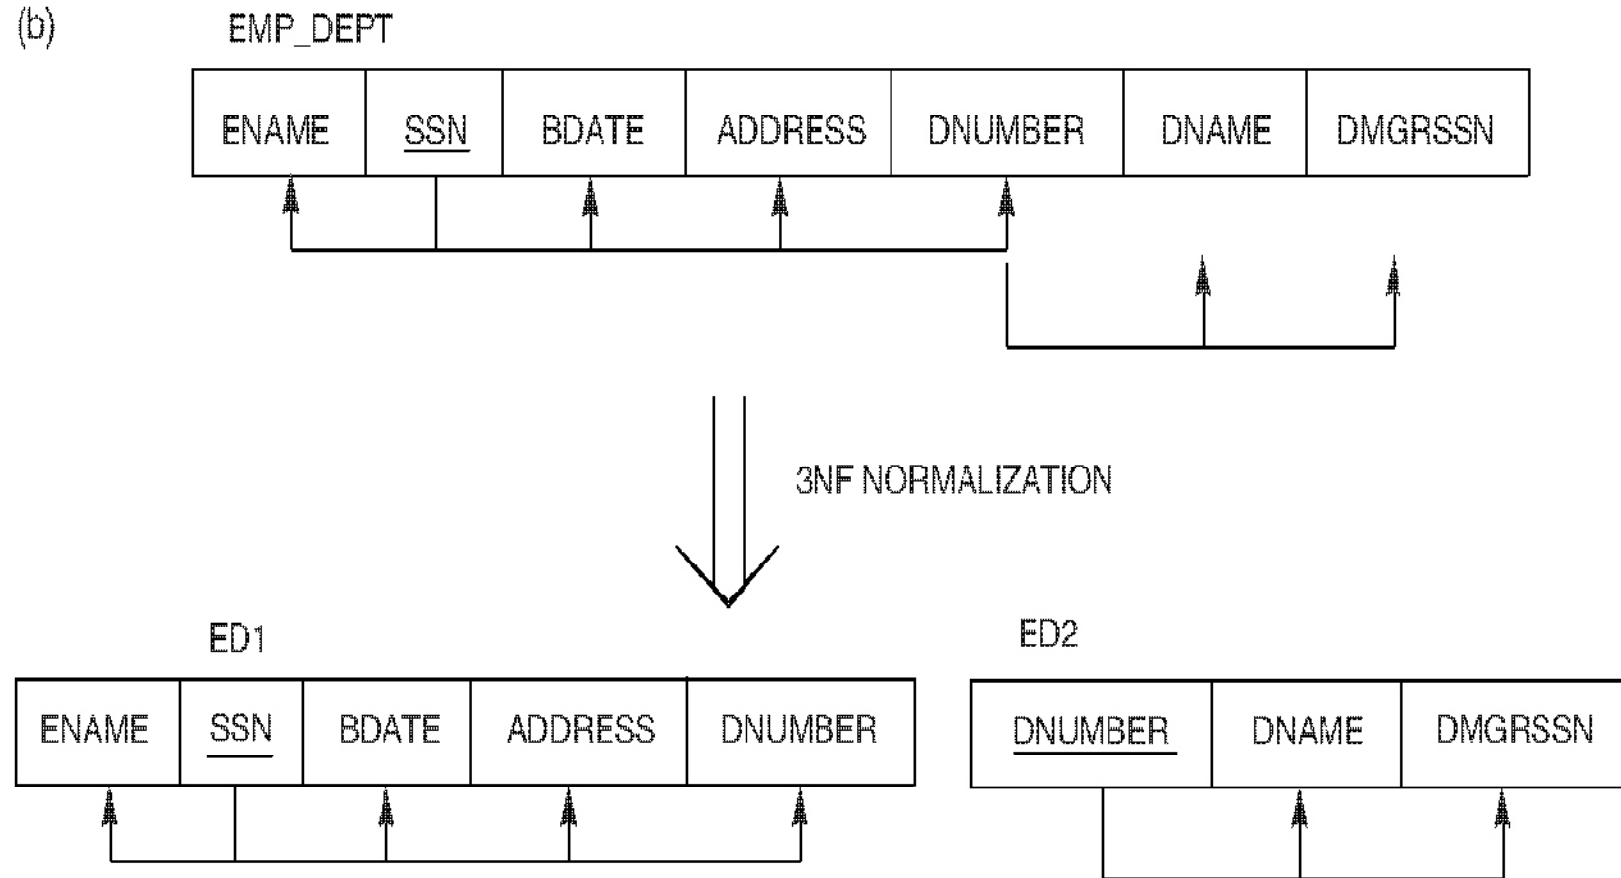 (b)
EMP_DEPT
ENAME SSN BDATE ADDRESS DNUMBER DNAME DMGRSSN
3NF NORMALIZATION
ED1
ENAME SSN BDATE ADDRESS DNUMBER
ED2
DNUMBER DNAME DMGRSSN